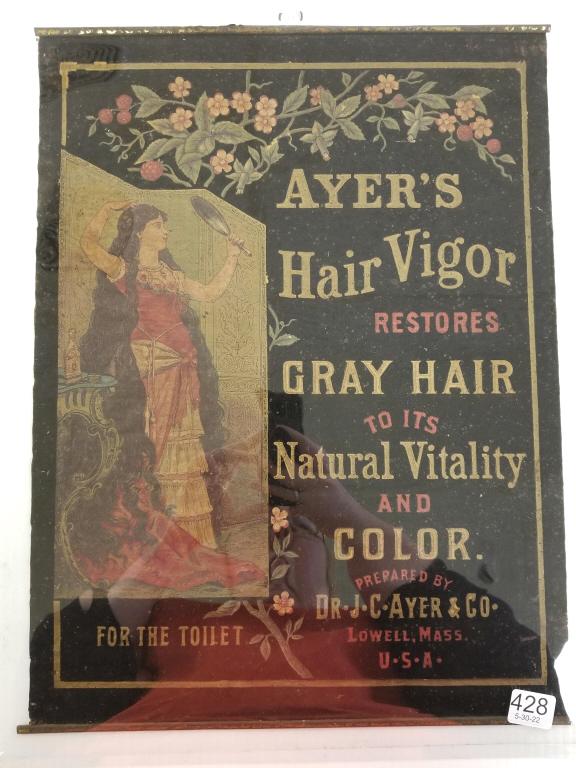 AYER'S
Hair Vigor
RESTORES
GRAY HAIR
TO ITS
Natural Vitality
AND
COLOR.
PREPARED BY
DR. J. C. AYER & CO.
LOWELL, MASS.
U. S. A.
FOR THE TOILET
428
5-30-22